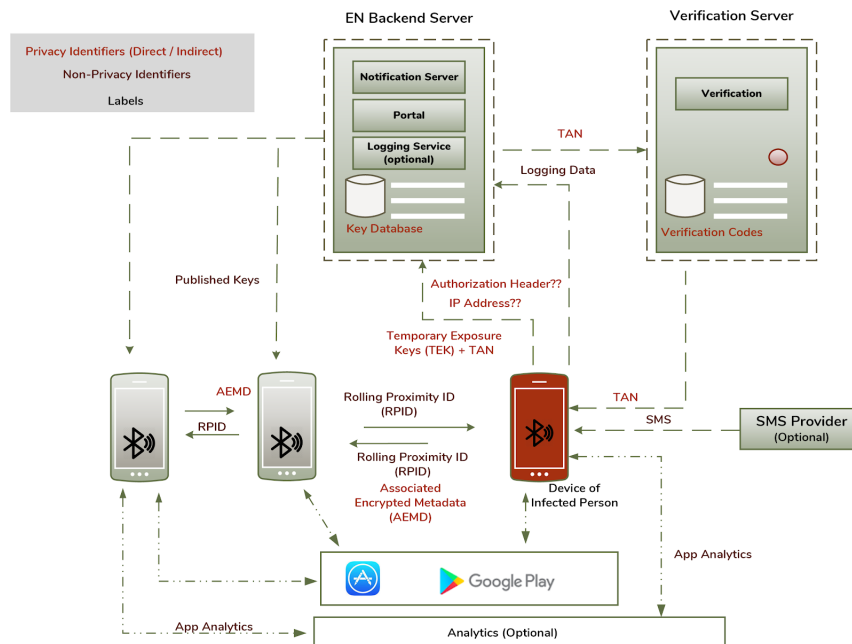 EN Backend Server
Verification Server
Privacy Identifiers (Direct / Indirect)
Non-Privacy Identifiers
Labels
Notification Server
Portal
Logging Service
(optional)
Key Database
TAN
Logging Data
Verification
Verification Codes
Published Keys
Authorization Header??
IP Address??
Temporary Exposure
Keys (TEK) + TAN
AEMD
RPID
Rolling Proximity ID
(RPID)
Rolling Proximity ID
(RPID)
Associated
Encrypted Metadata
(AEMD)
TAN
SMS
SMS Provider
(Optional)
Device of
Infected Person
App Analytics
Google Play
App Analytics
Analytics (Optional)